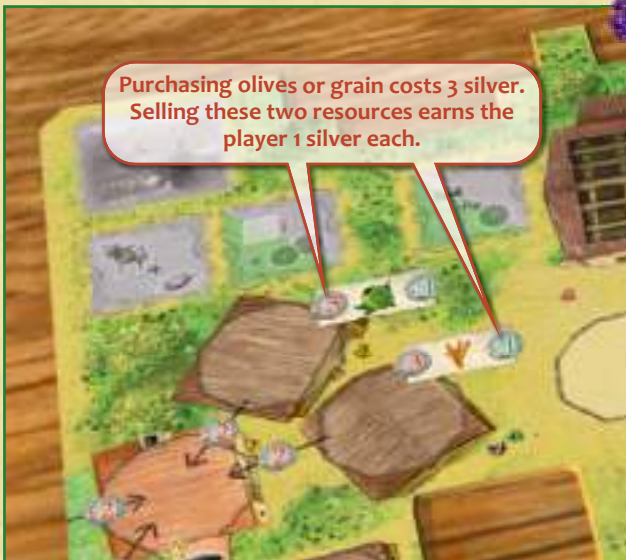 Purchasing olives or grain costs 3 silver.
Selling these two resources earns the
player 1 silver each.